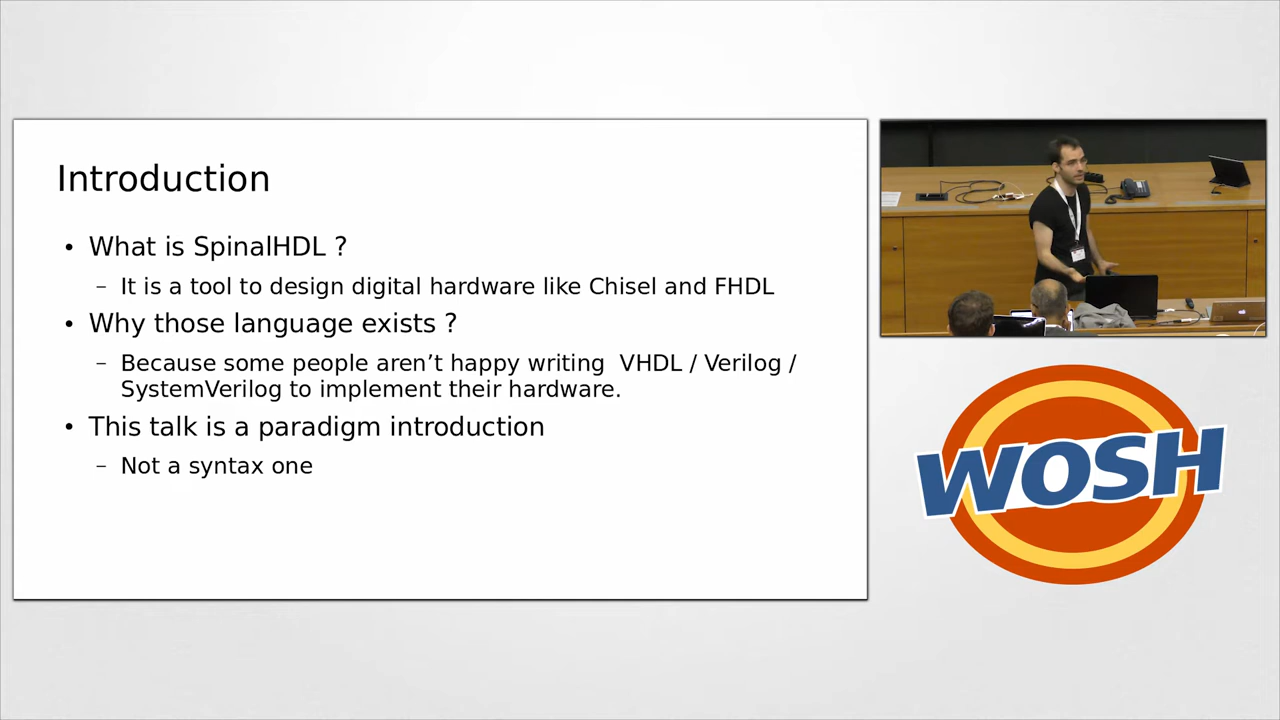 Introduction
• What is SpinalHDL ?
– It is a tool to design digital hardware like Chisel and FHDL
• Why those language exists ?
– Because some people aren’t happy writing  VHDL / Verilog /
SystemVerilog to implement their hardware.
• This talk is a paradigm introduction
– Not a syntax one
WOSH